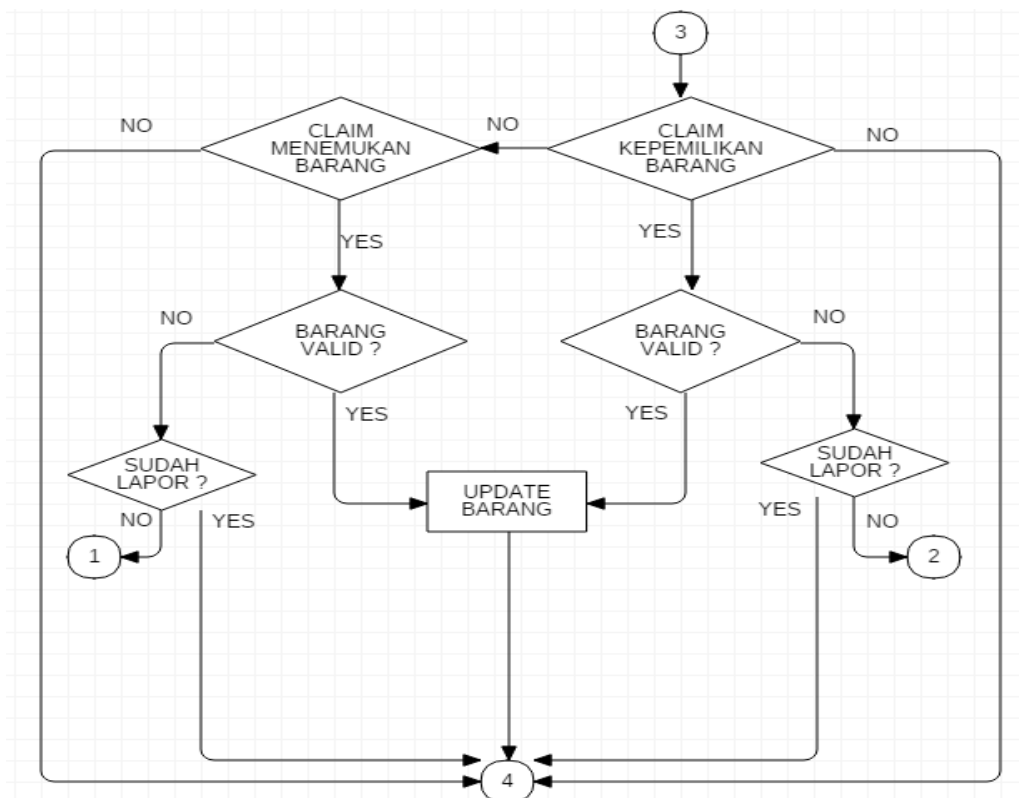 3
NO
CLAIM
MENEMUKAN
BARANG
NO
CLAIM
KEPEMILIKAN
BARANG
NO
YES
YES
NO
BARANG
VALID ?
BARANG
VALID ?
NO
YES
YES
SUDAH
LAPOR ?
UPDATE
BARANG
SUDAH
LAPOR ?
NO
YES
YES
NO
1
2
4